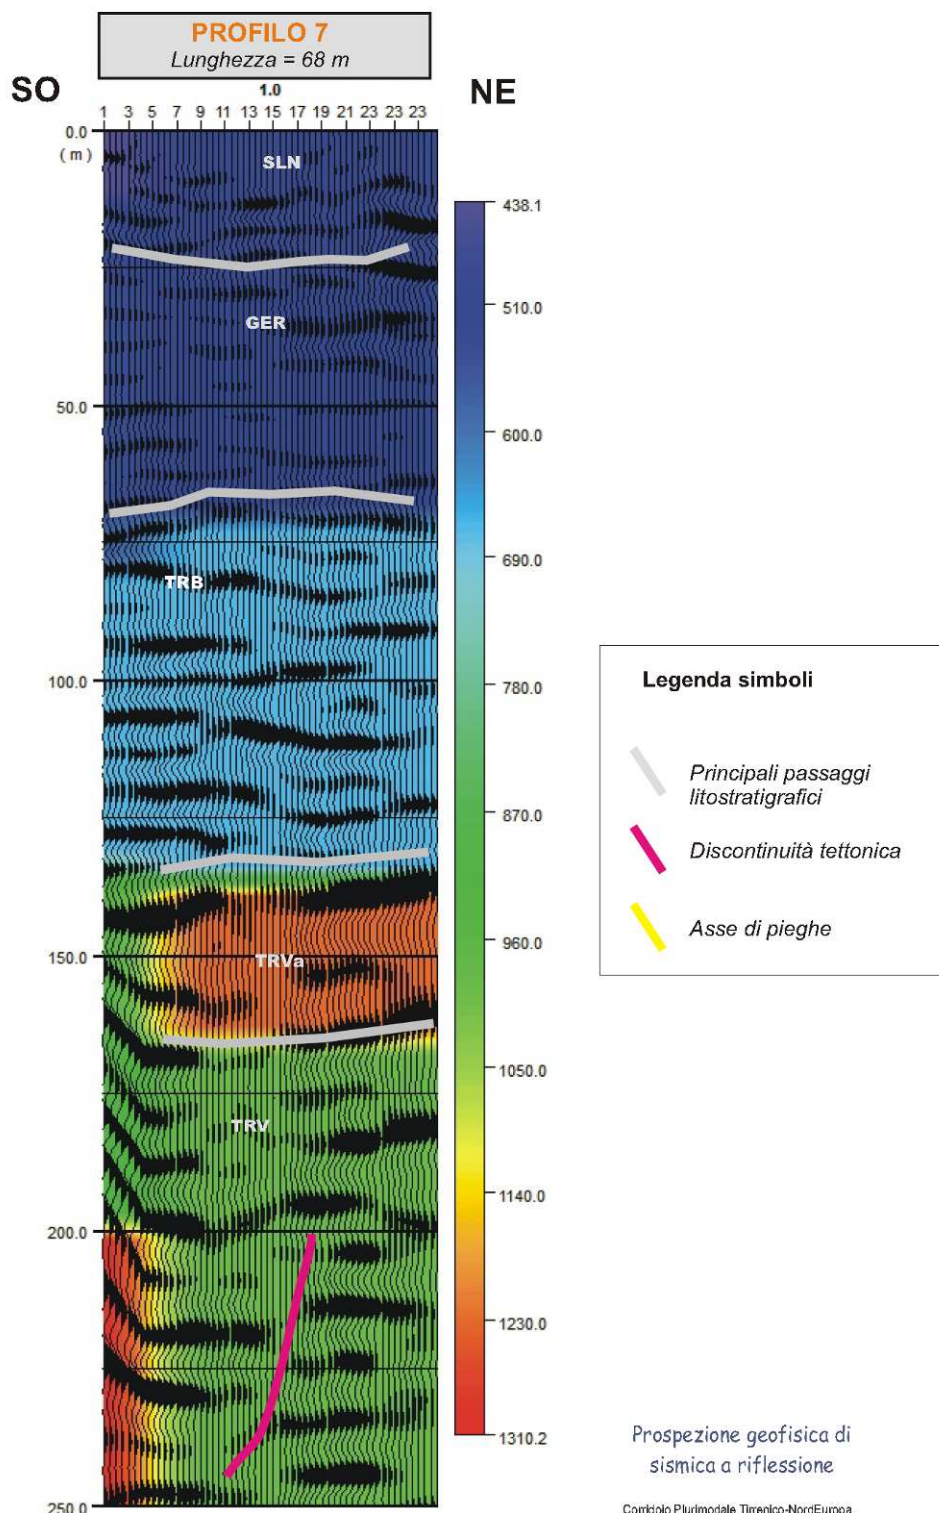 PROFILO 7
Lunghezza = 68 m
SO
NE
1.0
1 3 5 7 9 11 13 15 17 19 21 23 23 23
0.0
(m)
SLN
438.1
GER
510.0
50.0
600.0
690.0
TRB
100.0
780.0
870.0
960.0
150.0
TRVa
1050.0
TRV
1140.0
200.0
1230.0
1310.2
250.0
Legenda simboli
Principali passaggi
litostratigrafici
Discontinuità tettonica
Asse di pieghe
Prospezione geofisica di
sismica a riflessione
Corridoio Plurimodale Tirrenico-NordEuropa